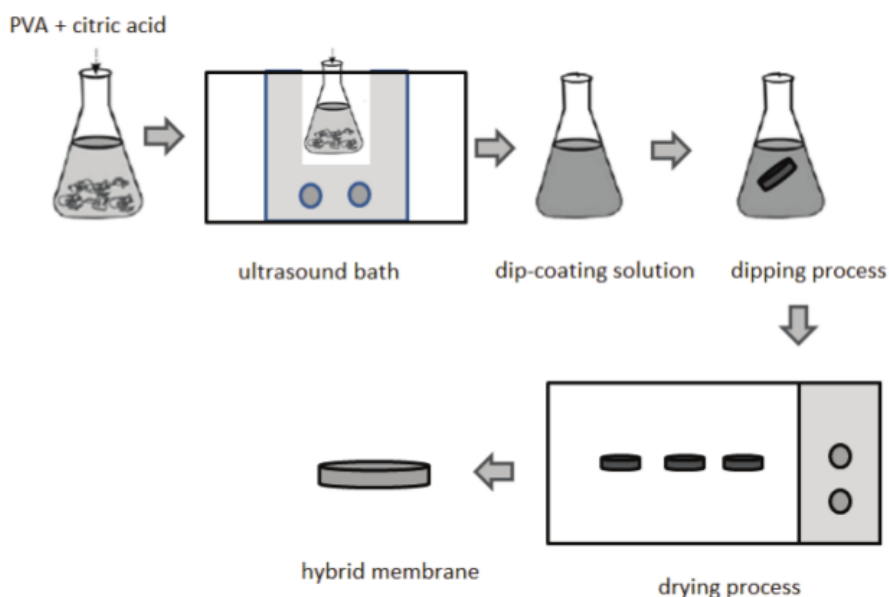 PVA + citric acid
ultrasound bath
dip-coating solution
dipping process
hybrid membrane
drying process